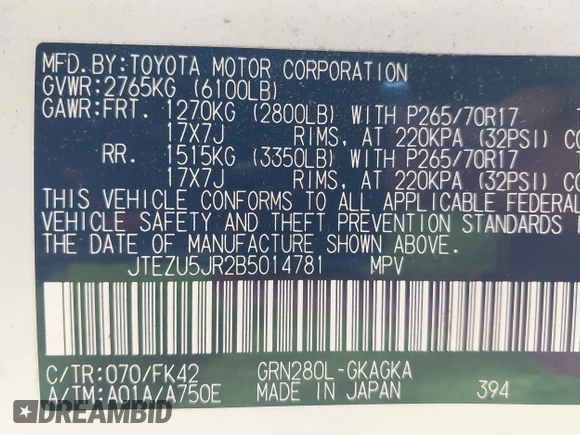 MFD.BY:TOYOTA MOTOR CORPORATION
GVWR:2765KG (6100LB)
GAWR:FRT. 1270KG (2800LB) WITH P265/70R17
17X7J RIMS, AT 220KPA (32PSI) CO
RR. 1515KG (3350LB) WITH P265/70R17
17X7J RIMS, AT 220KPA (32PSI) CO
THIS VEHICLE CONFORMS TO ALL APPLICABLE FEDERAL
VEHICLE SAFETY AND THEFT PREVENTION STANDARDS
THE DATE OF MANUFACTURE SHOWN ABOVE.
JTEZU5JR2B5014781 MPV
C/TR:070/FK42 GRN280L-GKAGKA
A/TM:A01A/A750E MADE IN JAPAN 394
DREAMBID